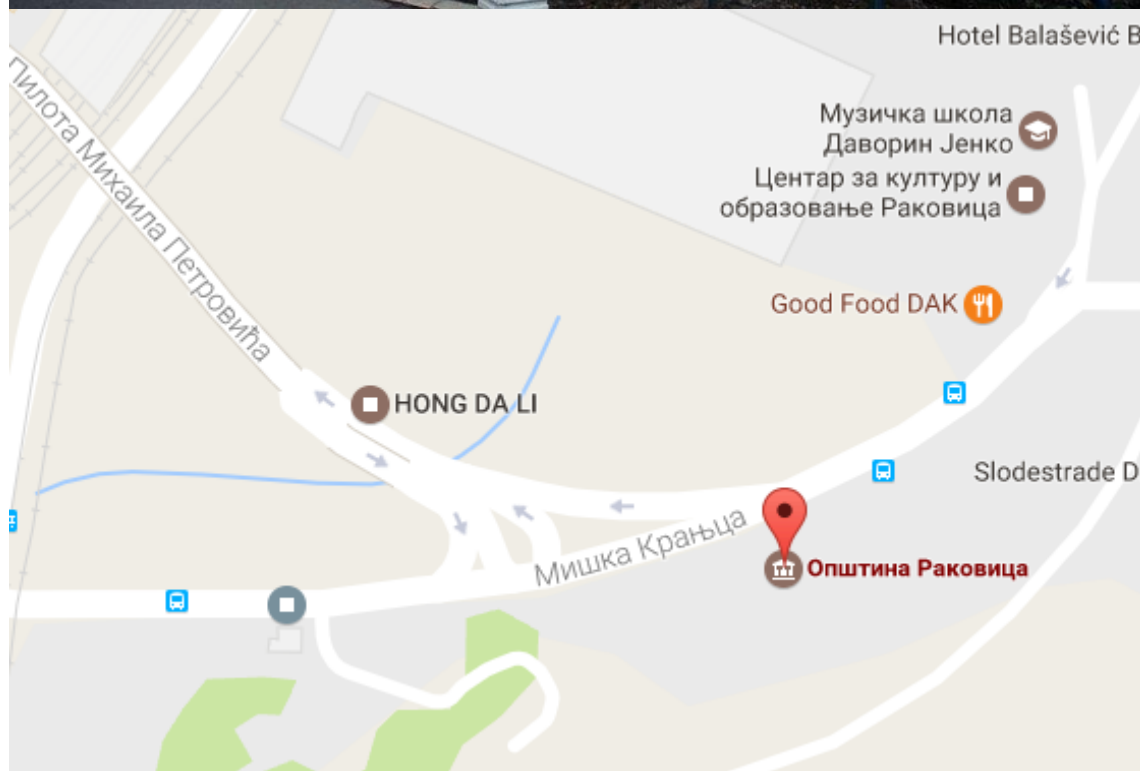 Hotel Balašević B
Музичка школа
Даворин Јенко
Центар за културу и
образовање Раковица
Пилота Михаила Петровића
Good Food DAK
HONG DA LI
Slodestrade D
Мишка Крањца
Општина Раковица